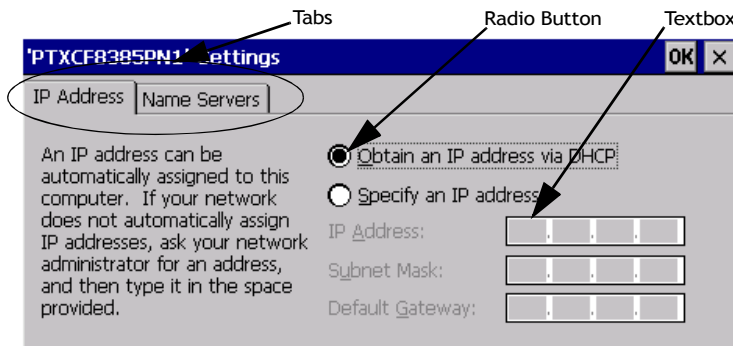 Tabs
Radio Button
Textbox
'PTXCF8385PN1' Settings
OK
×
IP Address
Name Servers
An IP address can be
automatically assigned to this
computer. If your network
does not automatically assign
IP addresses, ask your network
administrator for an address,
and then type it in the space
provided.
Obtain an IP address via DHCP
Specify an IP address
IP Address:
Subnet Mask:
Default Gateway: